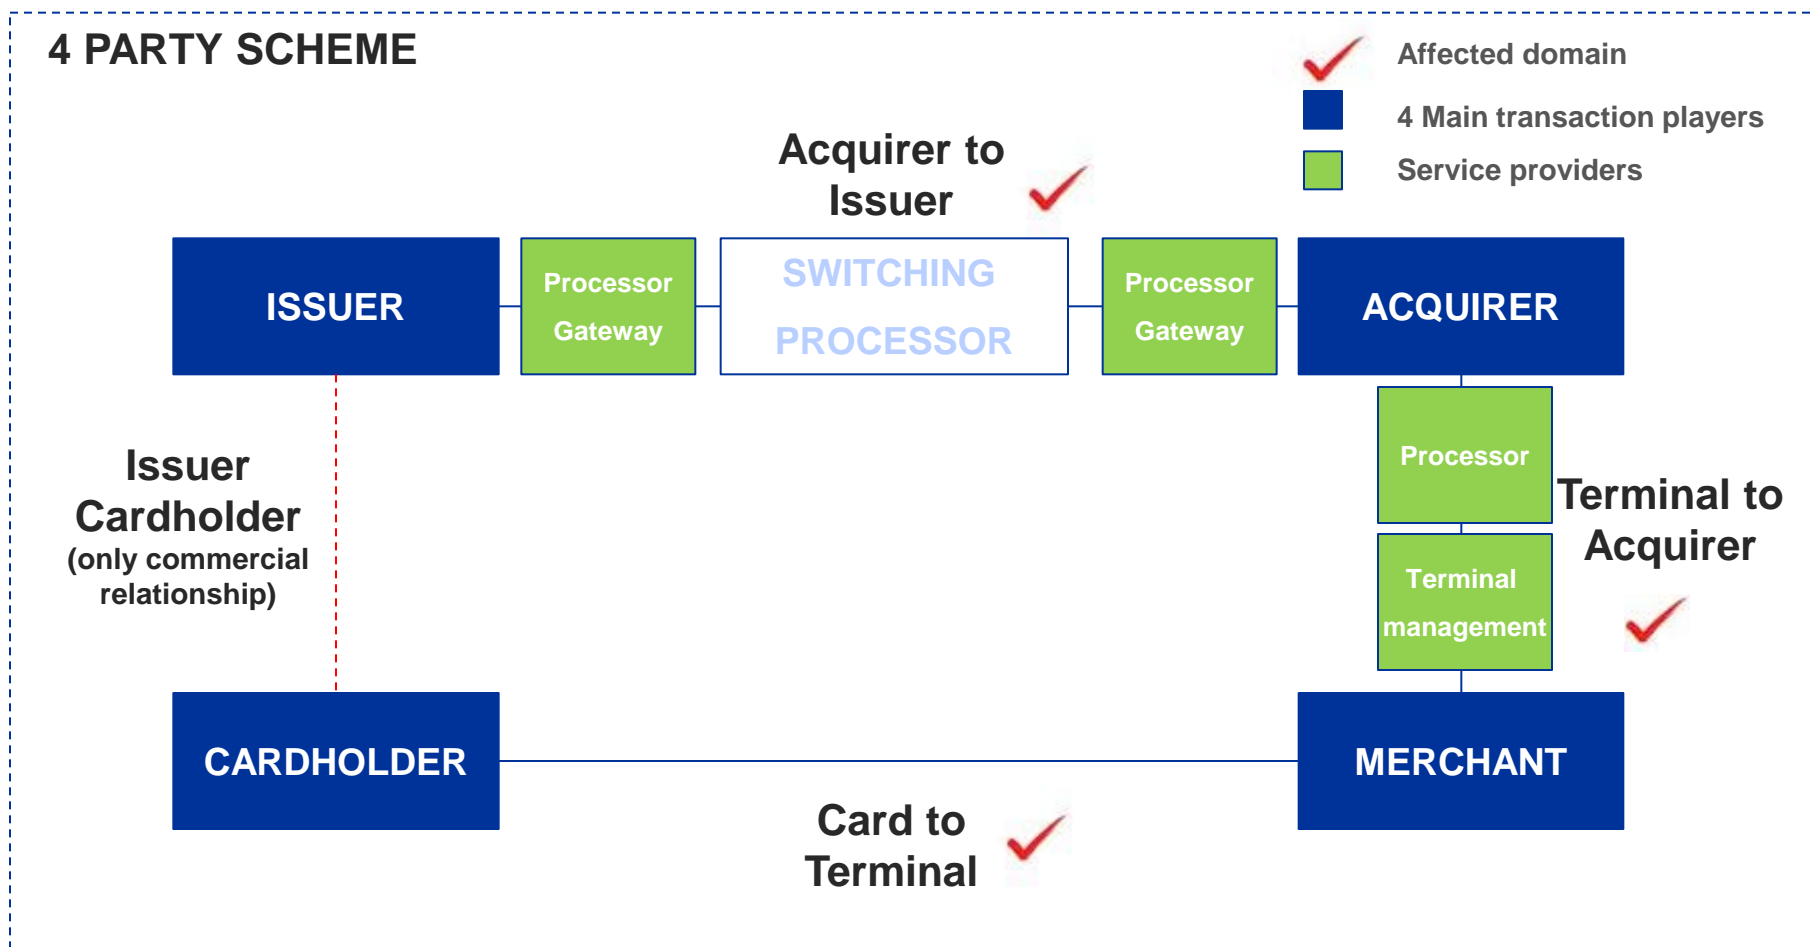 4 PARTY SCHEME
Affected domain
4 Main transaction players
Service providers
Acquirer to
Issuer
ISSUER
Processor
Gateway
SWITCHING
PROCESSOR
Processor
Gateway
ACQUIRER
Issuer
Cardholder
(only commercial
relationship)
Processor
Terminal to
Acquirer
Terminal
management
CARDHOLDER
MERCHANT
Card to
Terminal